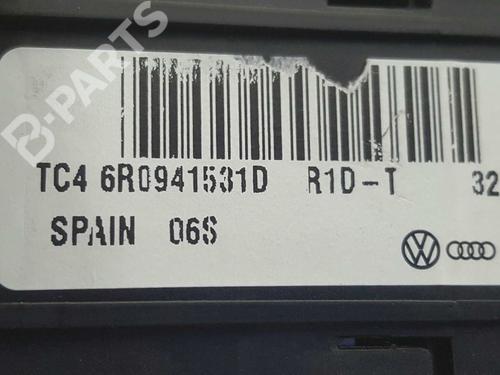 B-PARTS
TC4 6R0941531D R1D-T 32
SPAIN 06S